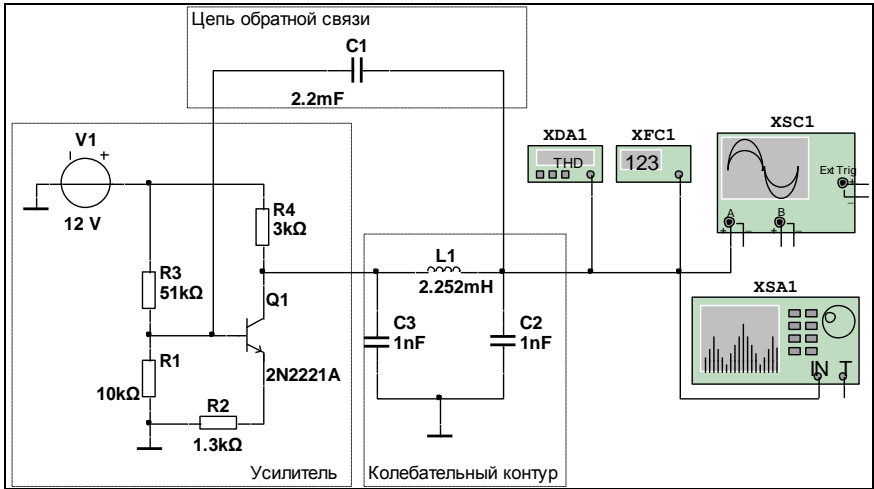 Цепь обратной связи
C1
2.2mF
V1
12 V
R4
3kΩ
R3
51kΩ
Q1
2N2221A
R1
10kΩ
R2
1.3kΩ
Усилитель
L1
2.252mH
C3
1nF
C2
1nF
Колебательный контур
XDA1
THD
XFC1
123
XSC1
Ext Trig
A
B
XSA1
IN T